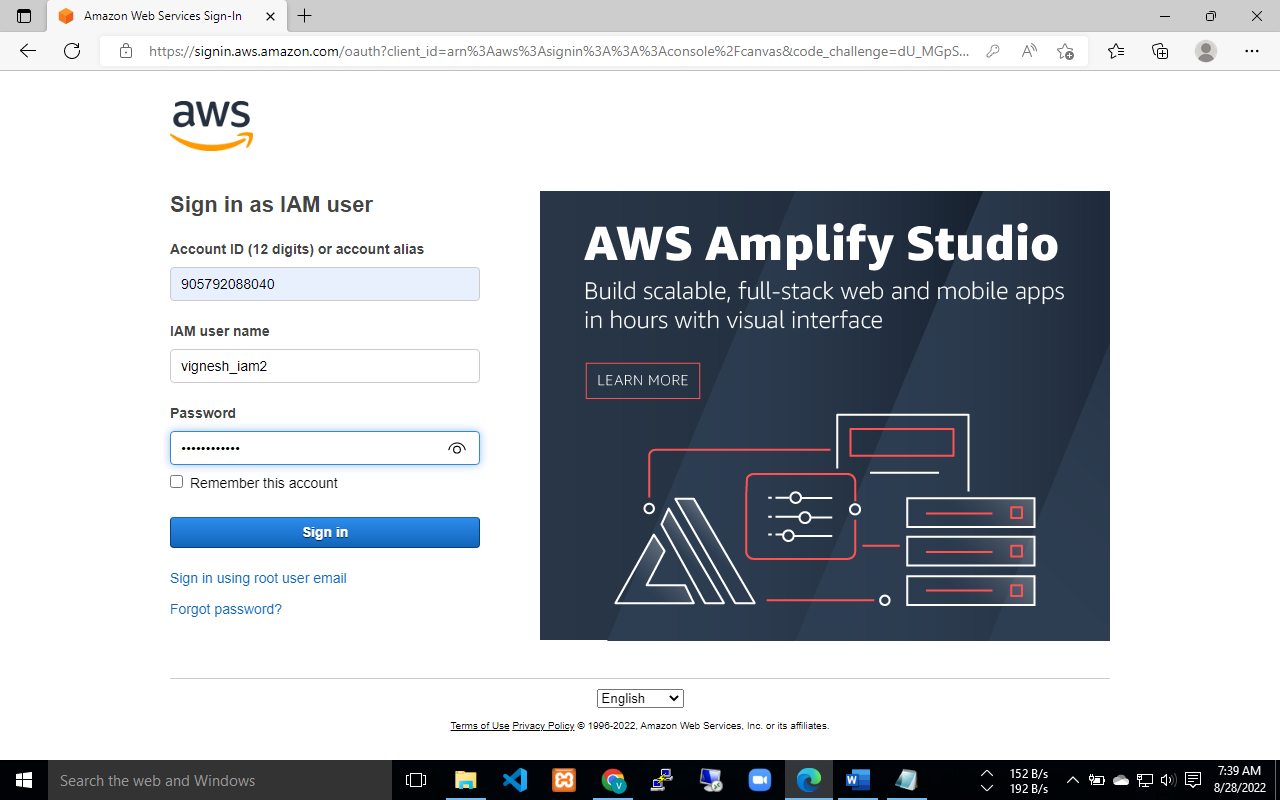 Amazon Web Services Sign-In
https://signin.aws.amazon.com/oauth?client_id=arn%3Aaws%3Asignin%3A%3A%3Aconsole%2Fcanvas&code_challenge=dU_MGpS...
aws
Sign in as IAM user
Account ID (12 digits) or account alias
905792088040
IAM user name
vignesh_iam2
Password
••••••••••••
Remember this account
Sign in
Sign in using root user email
Forgot password?
AWS Amplify Studio
Build scalable, full-stack web and mobile apps
in hours with visual interface
LEARN MORE
English
Terms of Use Privacy Policy © 1996-2022, Amazon Web Services, Inc. or its affiliates.
Search the web and Windows
V
W
152 B/s
192 B/s
7:39 AM
8/28/2022